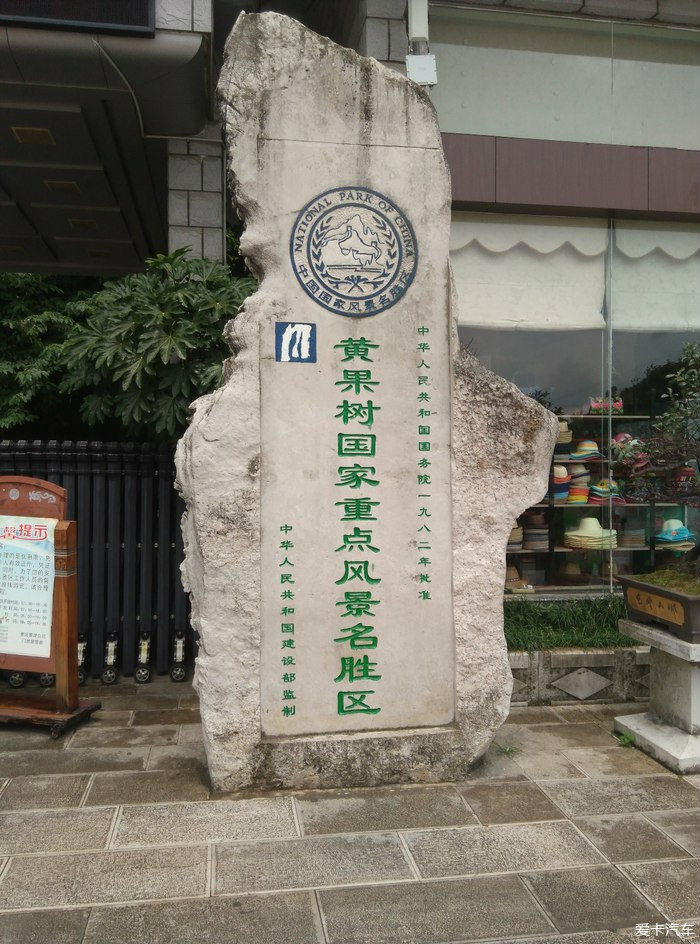 NATIONAL PARK OF CHINA
中国国家风景名胜区
中华人民共和国国务院一九八二年批准
黄果树国家重点风景名胜区
中华人民共和国建设部监制
馨提示
爱卡汽车